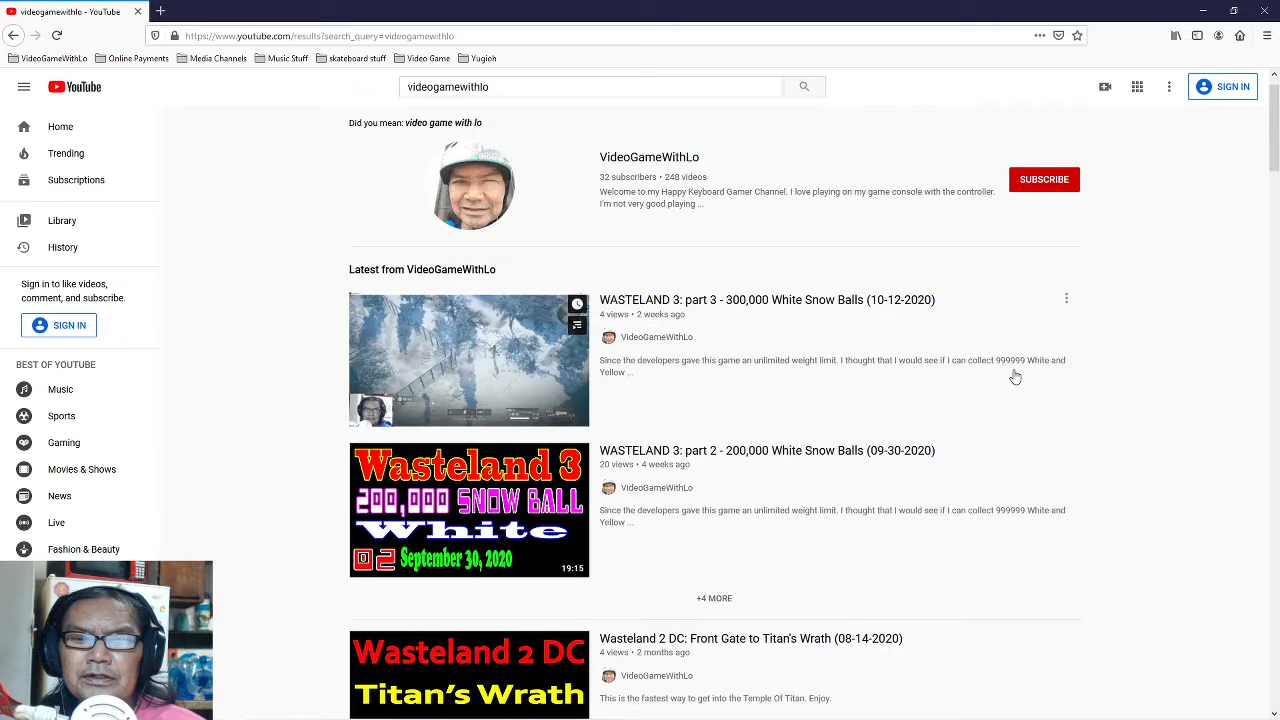 videogamewithlo - YouTube
https://www.youtube.com/results?search_query=videogamewithlo
VideoGameWithLo
Online Payments
Media Channels
Music Stuff
skateboard stuff
Video Game
Yugioh
YouTube
videogamewithlo
SIGN IN
Home
Trending
Subscriptions
Library
History
Sign in to like videos,
comment, and subscribe.
SIGN IN
BEST OF YOUTUBE
Music
Sports
Gaming
Movies & Shows
News
Live
Fashion & Beauty
Did you mean: video game with lo
VideoGameWithLo
32 subscribers • 248 videos
Welcome to my Happy Keyboard Gamer Channel. I love playing on my game console with the controller.
I'm not very good playing ...
SUBSCRIBE
Latest from VideoGameWithLo
WASTELAND 3: part 3 - 300,000 White Snow Balls (10-12-2020)
4 views • 2 weeks ago
VideoGameWithLo
Since the developers gave this game an unlimited weight limit. I thought that I would see if I can collect 999999 White and
Yellow ...
Wasteland 3
200,000 SNOW BALL
White
02 September 30, 2020
19:15
WASTELAND 3: part 2 - 200,000 White Snow Balls (09-30-2020)
20 views • 4 weeks ago
VideoGameWithLo
Since the developers gave this game an unlimited weight limit. I thought that I would see if I can collect 999999 White and
Yellow ...
+4 MORE
Wasteland 2 DC
Titan's Wrath
Wasteland 2 DC: Front Gate to Titan's Wrath (08-14-2020)
4 views • 2 months ago
VideoGameWithLo
This is the fastest way to get into the Temple Of Titan. Enjoy.